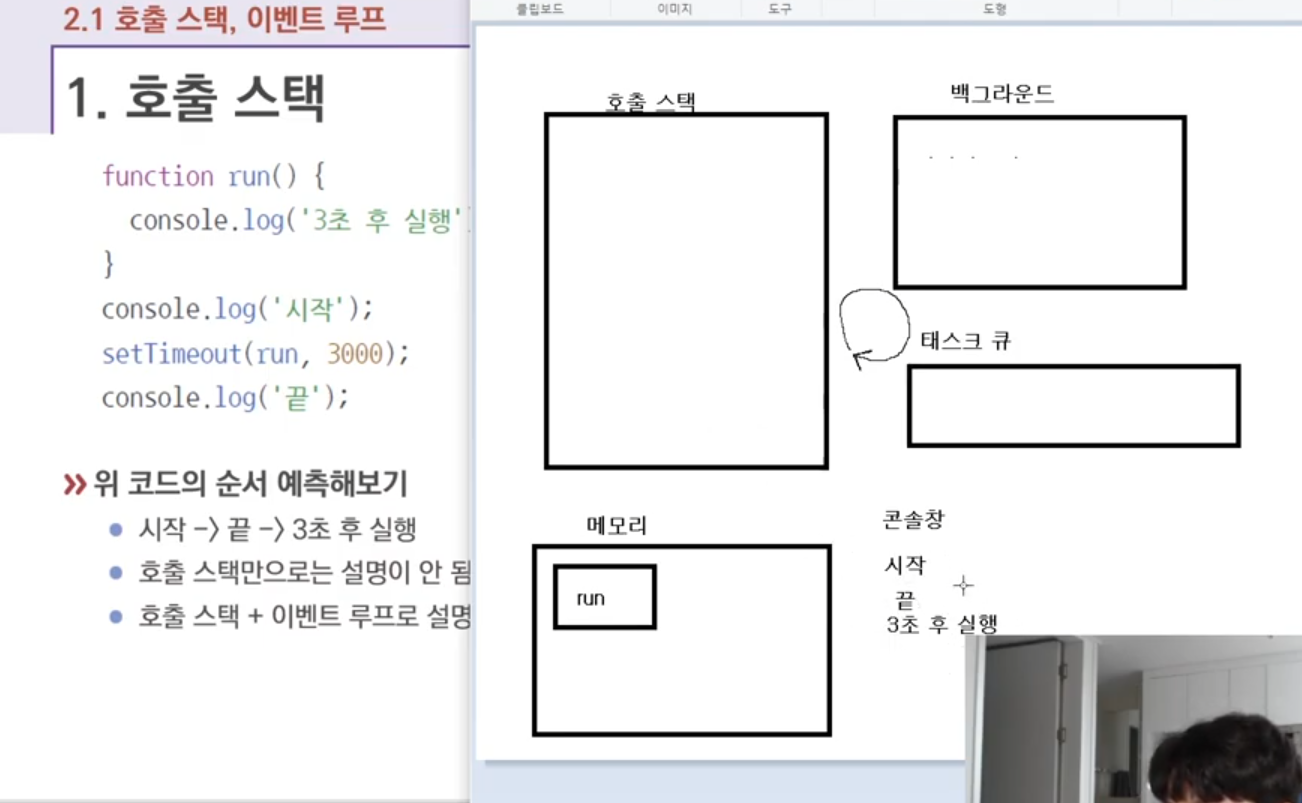 2.1 호출 스택, 이벤트 루프
1. 호출 스택
function run() {
console.log('3초 후 실행'
}
console.log('시작');
setTimeout(run, 3000);
console.log('끝');
위 코드의 순서 예측해보기
시작 -> 끝 -> 3초 후 실행
호출 스택만으로는 설명이 안 됨
호출 스택 + 이벤트 루프로 설명
클립보드
이미지
도구
도형
호출 스택
백그라운드
태스크 큐
메모리
run
콘솔창
시작
끝
3초 후 실행